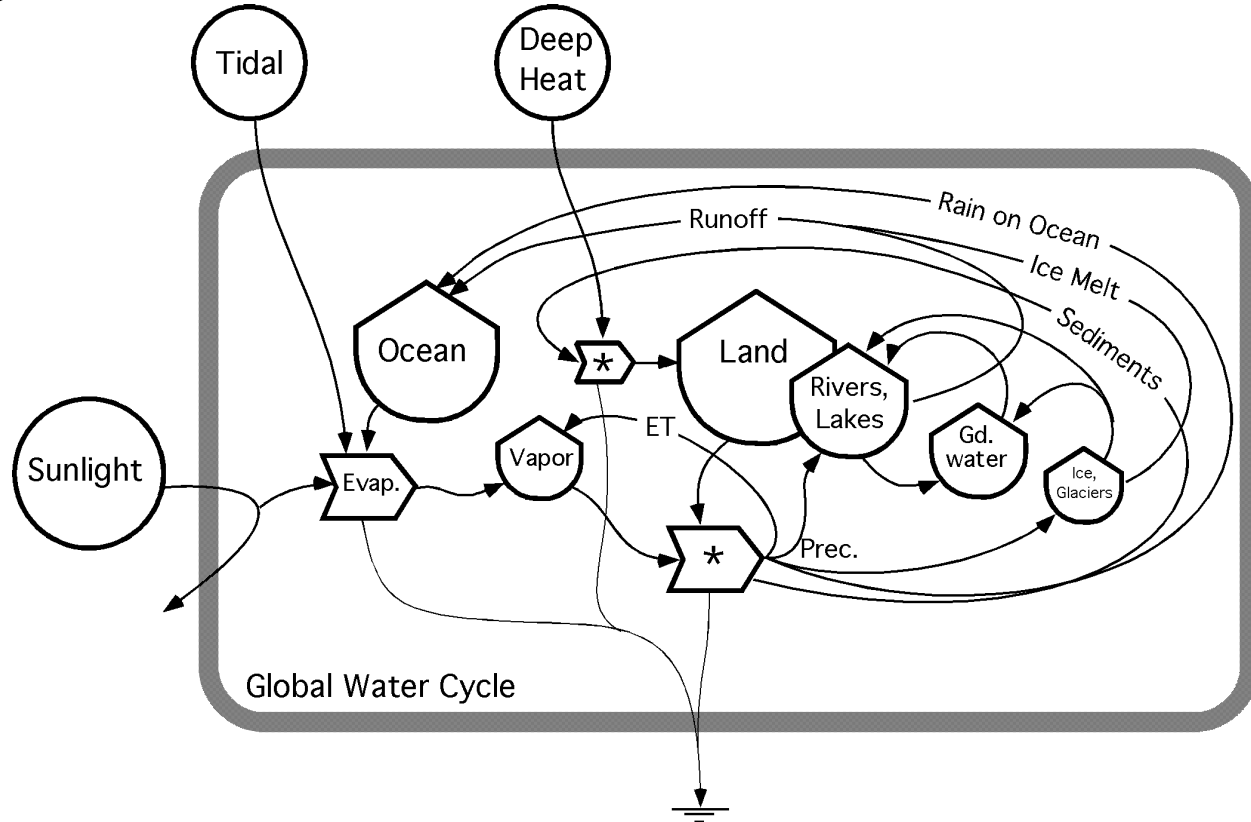 Tidal
Deep
Heat
Rain on Ocean
Runoff
Ice Melt
Sediments
Ocean
*
Land
Rivers,
Lakes
ET
Gd.
water
Vapor
Sunlight
Evap.
Ice,
Glaciers
*
Prec.
Global Water Cycle